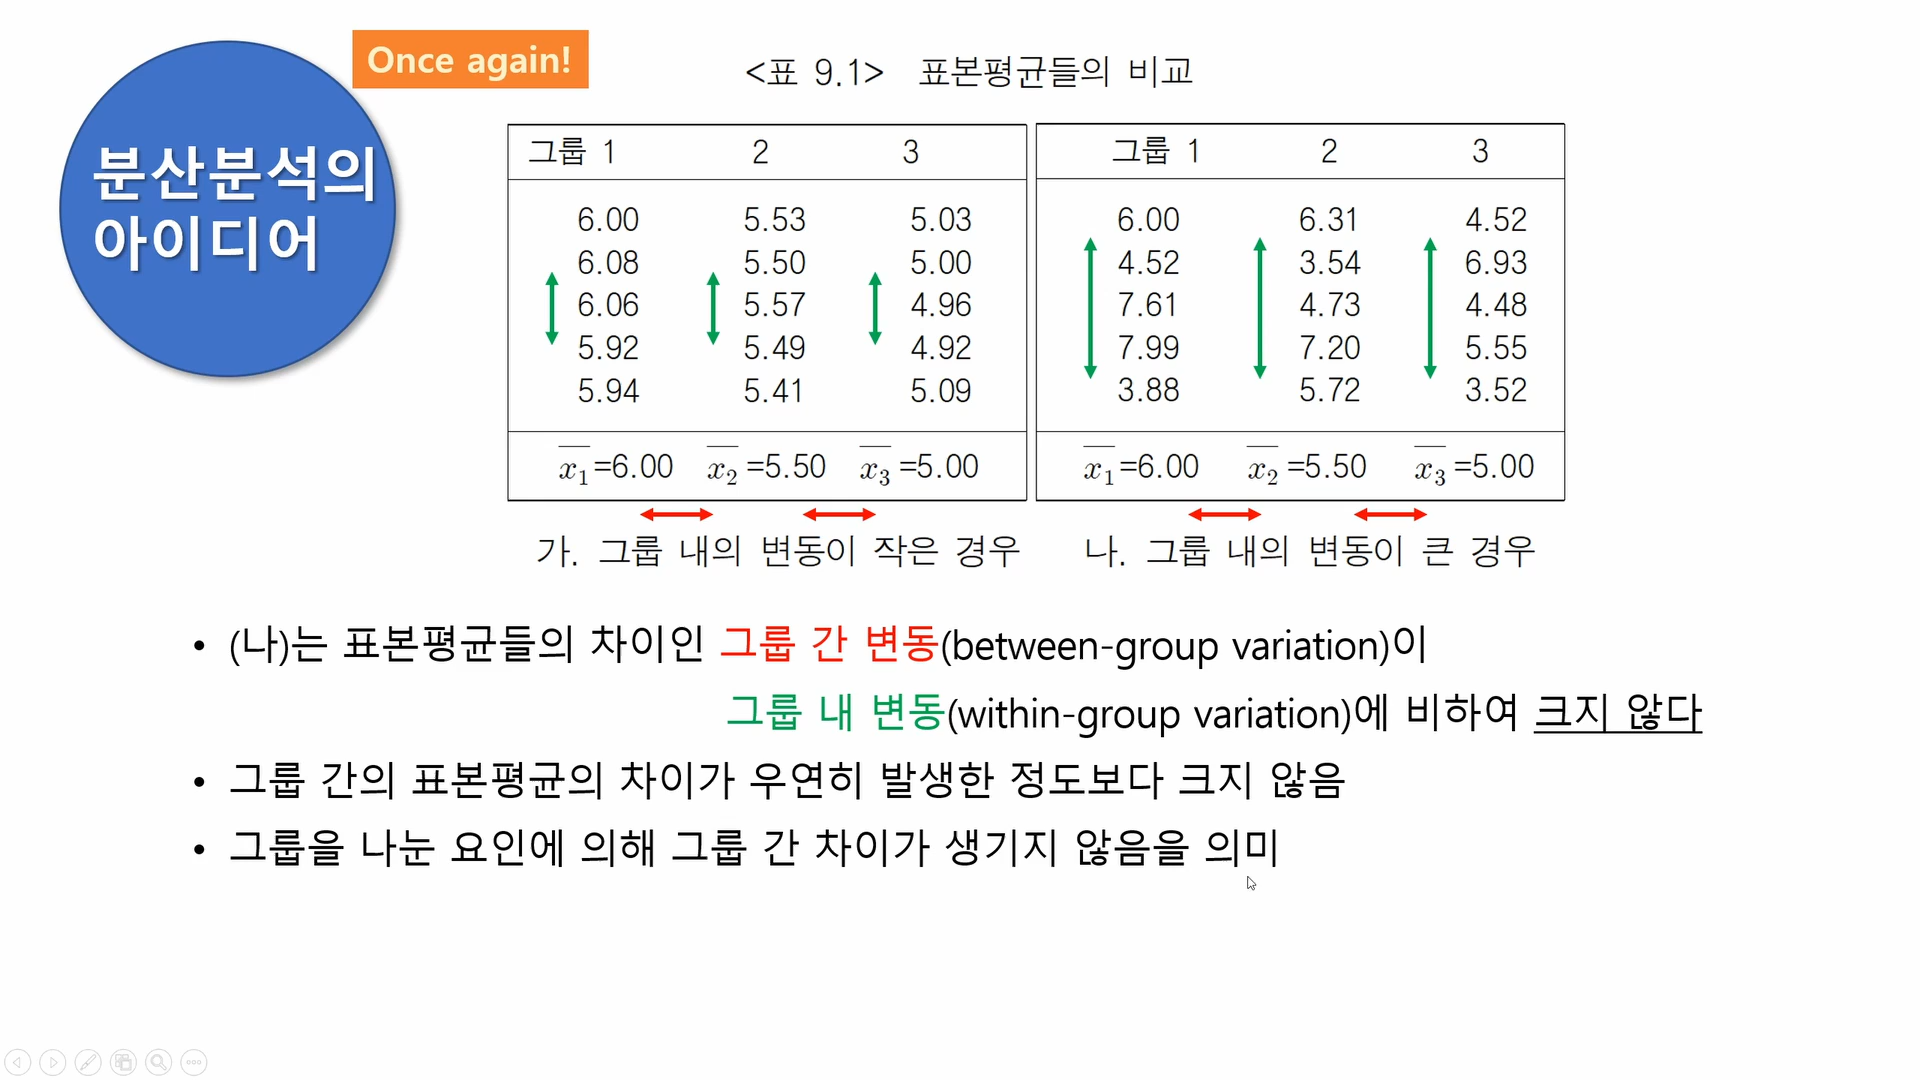 Once again!
분산분석의
아이디어
<표 9.1> 표본평균들의 비교
그룹 1 2 3
6.00 5.53 5.03
6.08 5.50 5.00
6.06 5.57 4.96
5.92 5.49 4.92
5.94 5.41 5.09
x̄₁=6.00 x̄₂=5.50 x̄₃=5.00
가. 그룹 내의 변동이 작은 경우
그룹 1 2 3
6.00 6.31 4.52
4.52 3.54 6.93
7.61 4.73 4.48
7.99 7.20 5.55
3.88 5.72 3.52
x̄₁=6.00 x̄₂=5.50 x̄₃=5.00
나. 그룹 내의 변동이 큰 경우
• (나)는 표본평균들의 차이인 그룹 간 변동(between-group variation)이
그룹 내 변동(within-group variation)에 비하여 크지 않다
• 그룹 간의 표본평균의 차이가 우연히 발생한 정도보다 크지 않음
• 그룹을 나눈 요인에 의해 그룹 간 차이가 생기지 않음을 의미